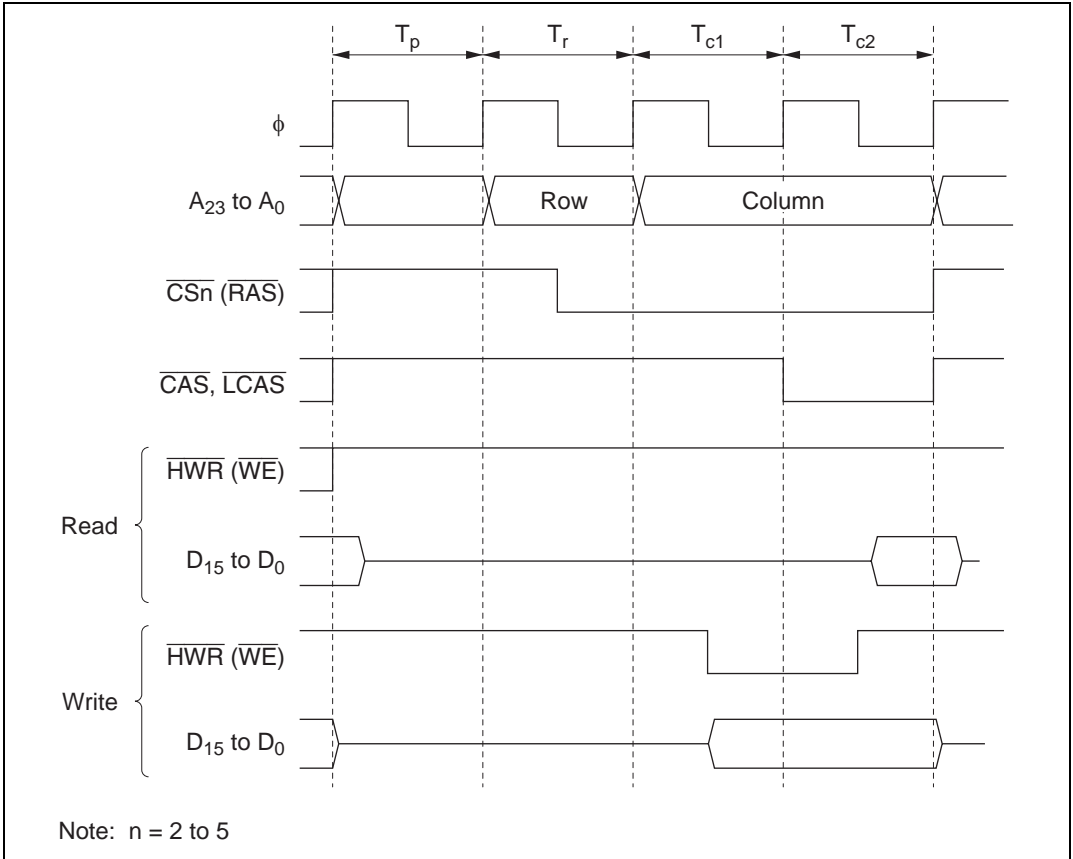 Tp Tr Tc1 Tc2
φ
A23 to A0 Row Column
CSn (RAS)
CAS, LCAS
Read
HWR (WE)
D15 to D0
Write
HWR (WE)
D15 to D0
Note: n = 2 to 5